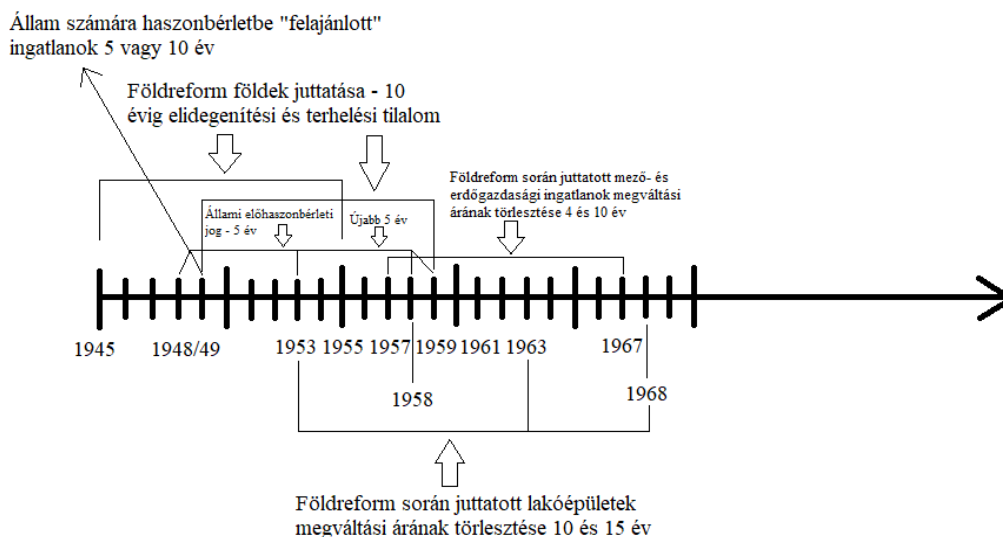 Állam számára haszonbérletbe "felajánlott"
ingatlanok 5 vagy 10 év
Földreform földek juttatása - 10
évig elidegenítési és terhelési tilalom
Földreform során juttatott mező- és
erdőgazdasági ingatlanok megváltási
árának törlesztése 4 és 10 év
Állami előhaszonbérleti
jog - 5 év
Újabb 5 év
1945
1948/49
1953
1955
1957
1959
1961
1963
1967
1958
1968
Földreform során juttatott lakóépületek
megváltási árának törlesztése 10 és 15 év